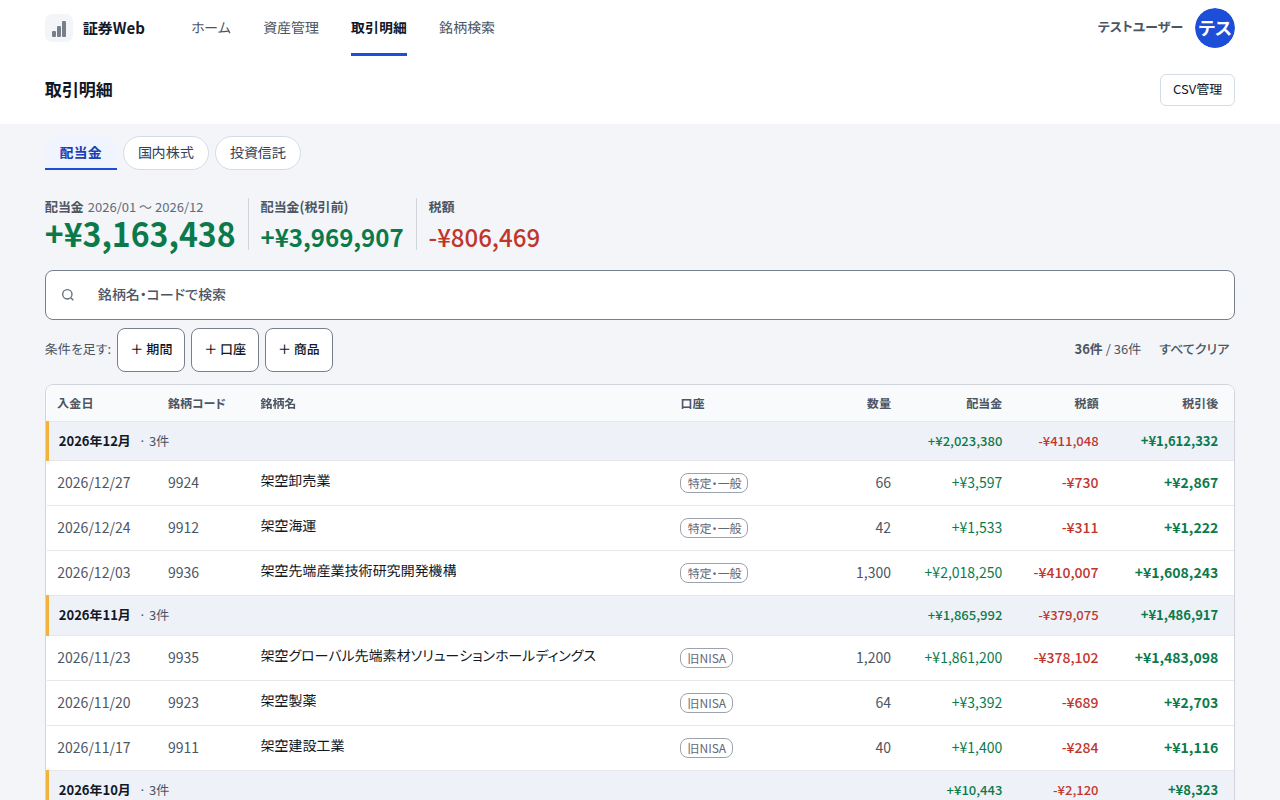 証券Web ホーム 資産管理 取引明細 銘柄検索 テストユーザー テス
取引明細 CSV管理
配当金 国内株式 投資信託
配当金 2026/01 〜 2026/12 配当金(税引前) 税額
+¥3,163,438 +¥3,969,907 -¥806,469
銘柄名・コードで検索
条件を足す: ＋ 期間 ＋ 口座 ＋ 商品 36件 / 36件 すべてクリア
入金日 銘柄コード 銘柄名 口座 数量 配当金 税額 税引後
2026年12月 · 3件 +¥2,023,380 -¥411,048 +¥1,612,332
2026/12/27 9924 架空卸売業 特定・一般 66 +¥3,597 -¥730 +¥2,867
2026/12/24 9912 架空海運 特定・一般 42 +¥1,533 -¥311 +¥1,222
2026/12/03 9936 架空先端産業技術研究開発機構 特定・一般 1,300 +¥2,018,250 -¥410,007 +¥1,608,243
2026年11月 · 3件 +¥1,865,992 -¥379,075 +¥1,486,917
2026/11/23 9935 架空グローバル先端素材ソリューションホールディングス 旧NISA 1,200 +¥1,861,200 -¥378,102 +¥1,483,098
2026/11/20 9923 架空製薬 旧NISA 64 +¥3,392 -¥689 +¥2,703
2026/11/17 9911 架空建設工業 旧NISA 40 +¥1,400 -¥284 +¥1,116
2026年10月 · 3件 +¥10,443 -¥2,120 +¥8,323